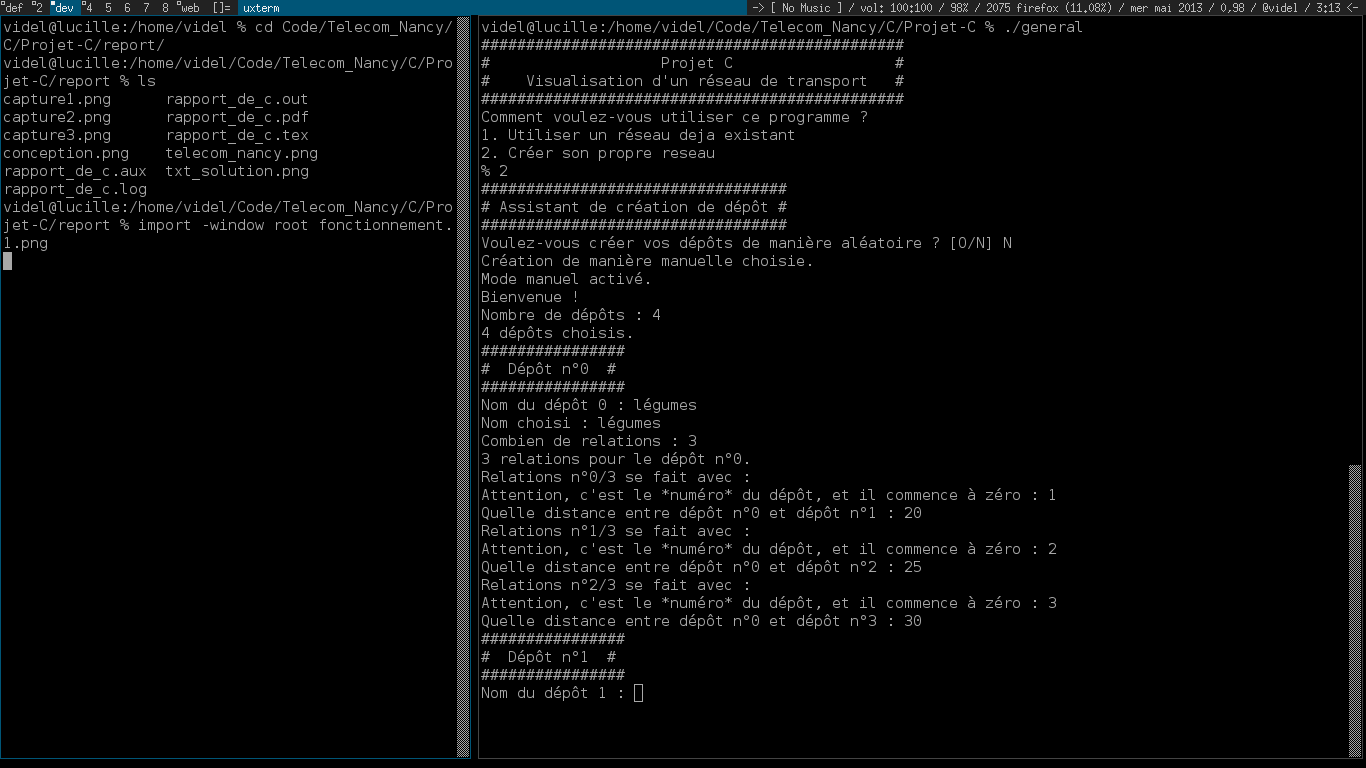 def 2 dev 4 5 6 7 8 web []= uxterm -> [ No Music ] / vol: 100:100 / 98% / 2075 firefox (11.08%) / mer mai 2013 / 0,98 / @videl / 3:13 <-
videl@lucille:/home/videl % cd Code/Telecom_Nancy/
C/Projet-C/report/
videl@lucille:/home/videl/Code/Telecom_Nancy/C/Pro
jet-C/report % ls
capture1.png      rapport_de_c.out
capture2.png      rapport_de_c.pdf
capture3.png      rapport_de_c.tex
conception.png    telecom_nancy.png
rapport_de_c.aux  txt_solution.png
rapport_de_c.log
videl@lucille:/home/videl/Code/Telecom_Nancy/C/Pro
jet-C/report % import -window root fonctionnement.
1.png
videl@lucille:/home/videl/Code/Telecom_Nancy/C/Projet-C % ./general
###############################################
#                   Projet C                  #
#    Visualisation d'un réseau de transport   #
###############################################
Comment voulez-vous utiliser ce programme ?
1. Utiliser un réseau deja existant
2. Créer son propre reseau
% 2
##################################
# Assistant de création de dépôt #
##################################
Voulez-vous créer vos dépôts de manière aléatoire ? [O/N] N
Création de manière manuelle choisie.
Mode manuel activé.
Bienvenue !
Nombre de dépôts : 4
4 dépôts choisis.
################
#  Dépôt n°0  #
################
Nom du dépôt 0 : légumes
Nom choisi : légumes
Combien de relations : 3
3 relations pour le dépôt n°0.
Relations n°0/3 se fait avec :
Attention, c'est le *numéro* du dépôt, et il commence à zéro : 1
Quelle distance entre dépôt n°0 et dépôt n°1 : 20
Relations n°1/3 se fait avec :
Attention, c'est le *numéro* du dépôt, et il commence à zéro : 2
Quelle distance entre dépôt n°0 et dépôt n°2 : 25
Relations n°2/3 se fait avec :
Attention, c'est le *numéro* du dépôt, et il commence à zéro : 3
Quelle distance entre dépôt n°0 et dépôt n°3 : 30
################
#  Dépôt n°1  #
################
Nom du dépôt 1 :